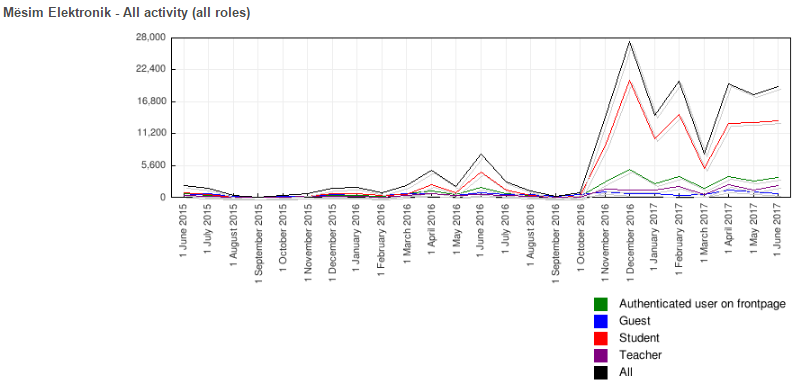 Mësim Elektronik - All activity (all roles)
28,000
22,400
16,800
11,200
5,600
0
1 June 2015
1 July 2015
1 August 2015
1 September 2015
1 October 2015
1 November 2015
1 December 2015
1 January 2016
1 February 2016
1 March 2016
1 April 2016
1 May 2016
1 June 2016
1 July 2016
1 August 2016
1 September 2016
1 October 2016
1 November 2016
1 December 2016
1 January 2017
1 February 2017
1 March 2017
1 April 2017
1 May 2017
1 June 2017
Authenticated user on frontpage
Guest
Student
Teacher
All